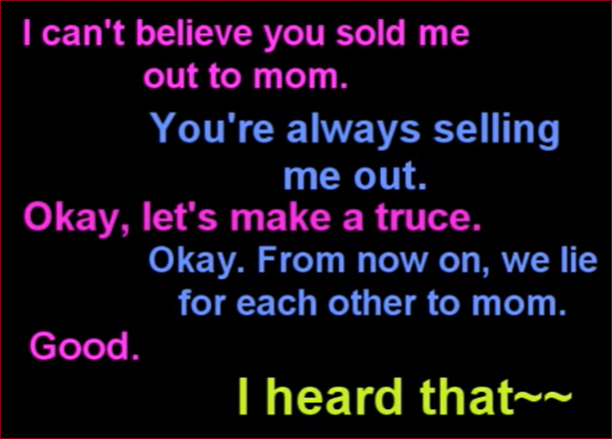 I can't believe you sold me
out to mom.
You're always selling
me out.
Okay, let's make a truce.
Okay. From now on, we lie
for each other to mom.
Good.
I heard that~~